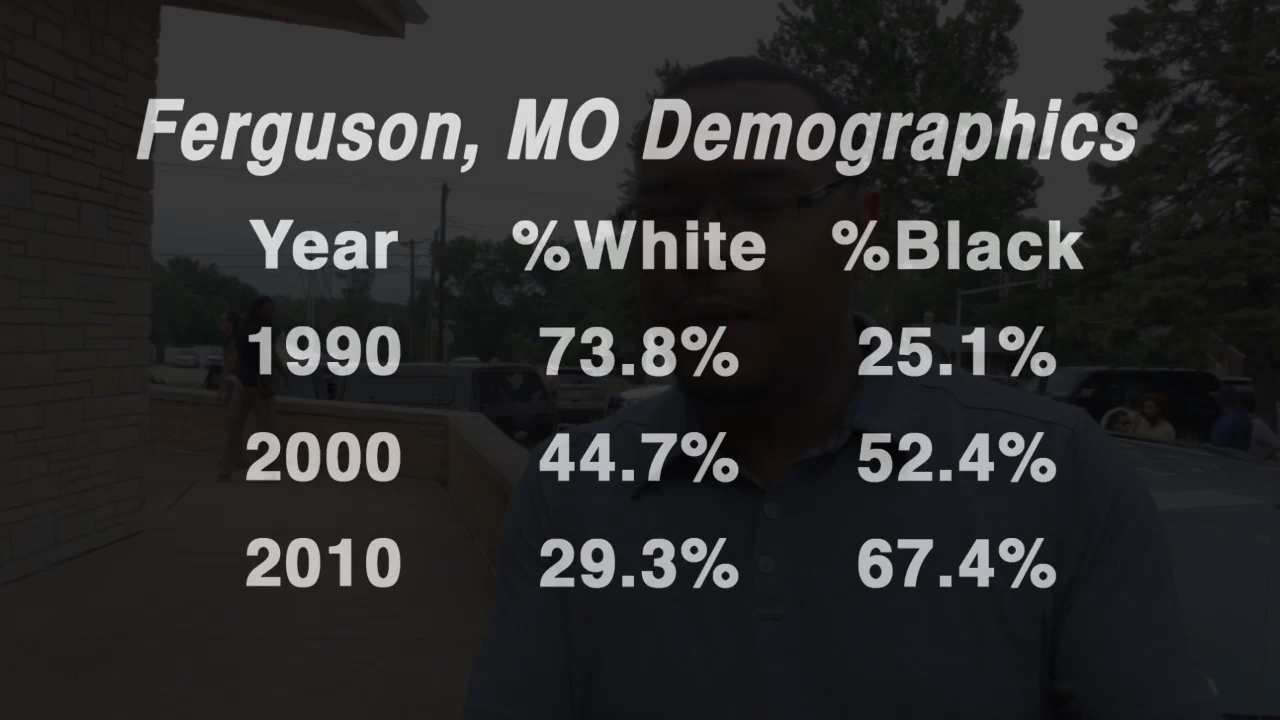 Ferguson, MO Demographics
Year %White %Black
1990 73.8% 25.1%
2000 44.7% 52.4%
2010 29.3% 67.4%